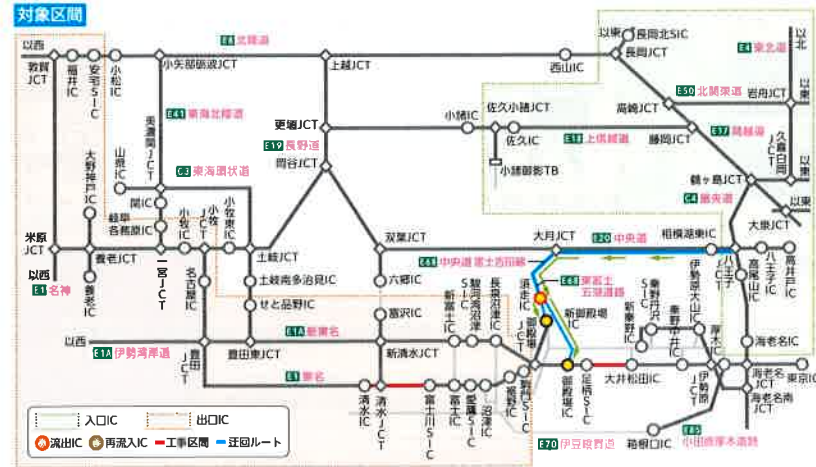 対象区間
以西
E8 北陸道
以東
長岡北SIC
長岡JCT
以北
E4 東北道
敦賀JCT
福井IC
安宅SIC
小松IC
小矢部砺波JCT
上越JCT
西山IC
E50 北関東道
以東
高崎JCT
岩舟JCT
E41 東海北陸道
更埴JCT
小諸IC
佐久小諸JCT
佐久IC
E18 上信越道
藤岡JCT
E17 関越道
久喜白岡JCT
小諸御影TB
E19 長野道
岡谷JCT
美濃関JCT
山県IC
C3 東海環状道
大野神戸IC
関IC
岐阜各務原IC
鶴ヶ島JCT
以東
C4 圏央道
以東
大泉JCT
小牧IC
小牧JCT
小牧東IC
米原JCT
養老JCT
一宮JCT
土岐JCT
双葉JCT
大月JCT
E20 中央道
相模湖東IC
八王子JCT
八王子IC
高井戸IC
以西
E1 名神
養老IC
名古屋IC
土岐南多治見IC
せと品野IC
六郷IC
富沢IC
E68 中央道 富士吉田線
E68 東富士五湖道路
須走IC
高尾山IC
新富士IC
駿河湾沼津SIC
長泉沼津IC
御殿場JCT
新御殿場IC
新秦野IC
秦野丹沢SIC
伊勢原大山IC
秦野中井IC
厚木IC
海老名IC
以西
E1A 新東名
E1A 伊勢湾岸道
豊田JCT
豊田東JCT
新清水JCT
E1 東名
清水IC
清水JCT
富士川SIC
富士IC
愛鷹SIC
沼津IC
裾野IC
駒門SIC
御殿場IC
足柄SIC
大井松田IC
伊勢原JCT
海老名JCT
海老名南JCT
東京IC
E70 伊豆縦貫道
箱根口IC
E85 小田原厚木道路
入口IC
出口IC
流出IC
再流入IC
工事区間
迂回ルート